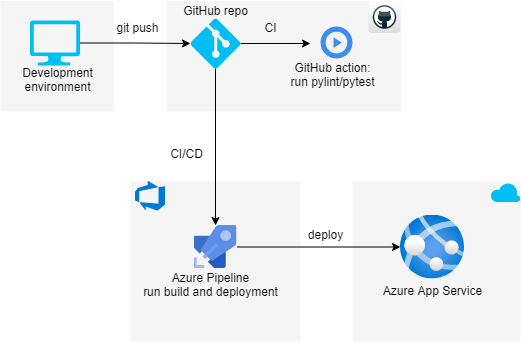 GitHub repo
git push
CI
Development
environment
GitHub action:
run pylint/pytest
CI/CD
deploy
Azure Pipeline
run build and deployment
Azure App Service